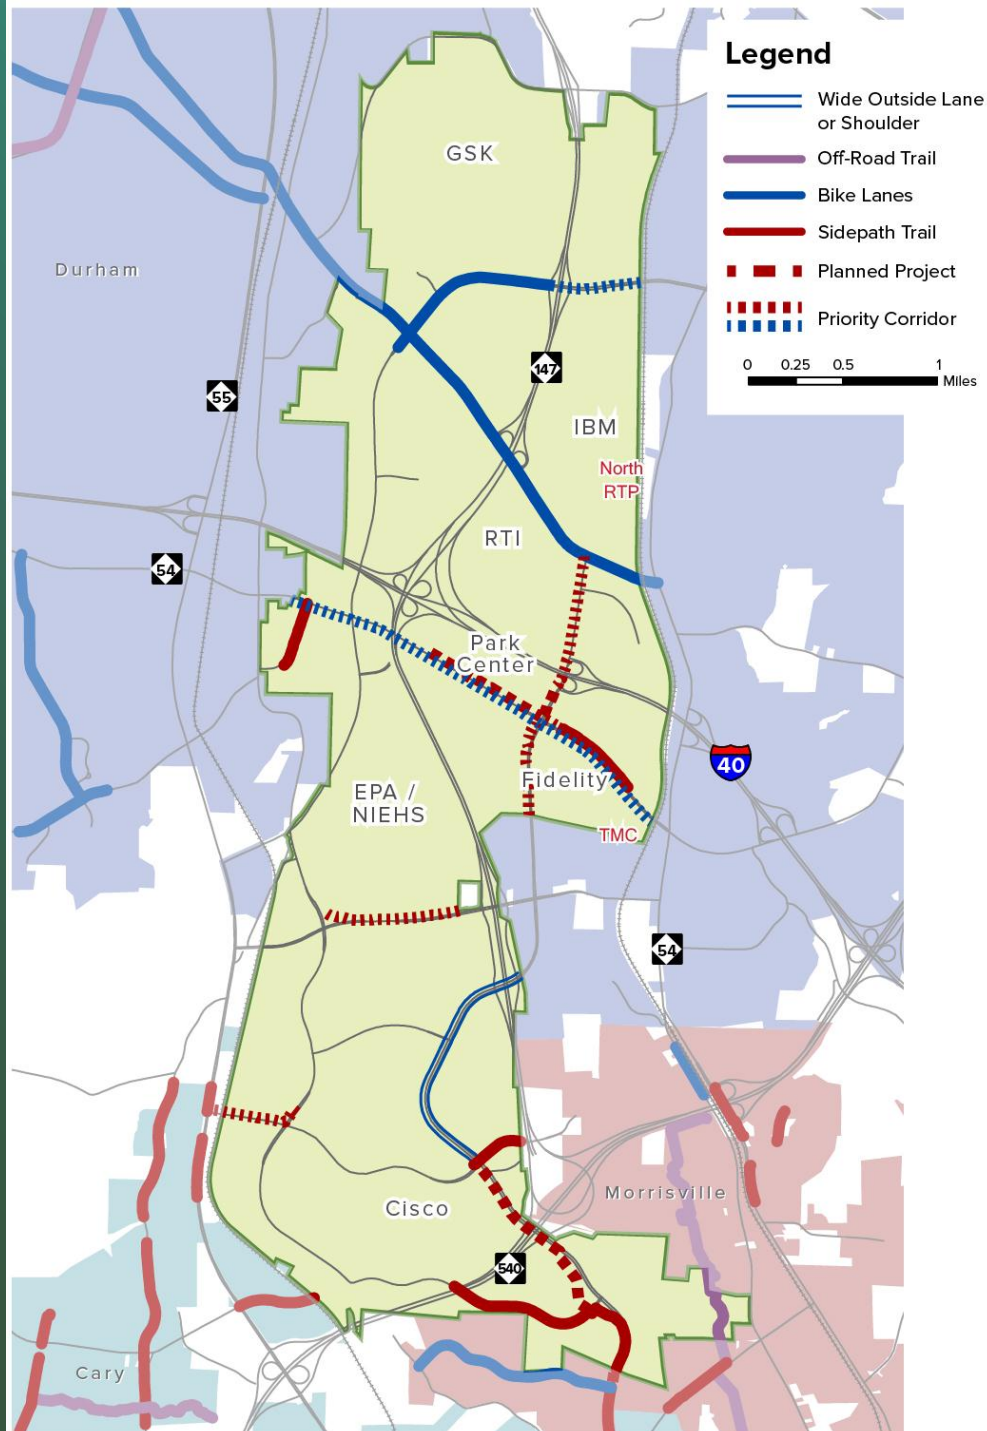 Legend
Wide Outside Lane
or Shoulder
Off-Road Trail
Bike Lanes
Sidepath Trail
Planned Project
Priority Corridor
0 0.25 0.5 1
Miles
GSK
Durham
147
55
IBM
North
RTP
RTI
54
Park
Center
40
Fidelity
EPA /
NIEHS
TMC
54
Morrisville
Cisco
540
Cary